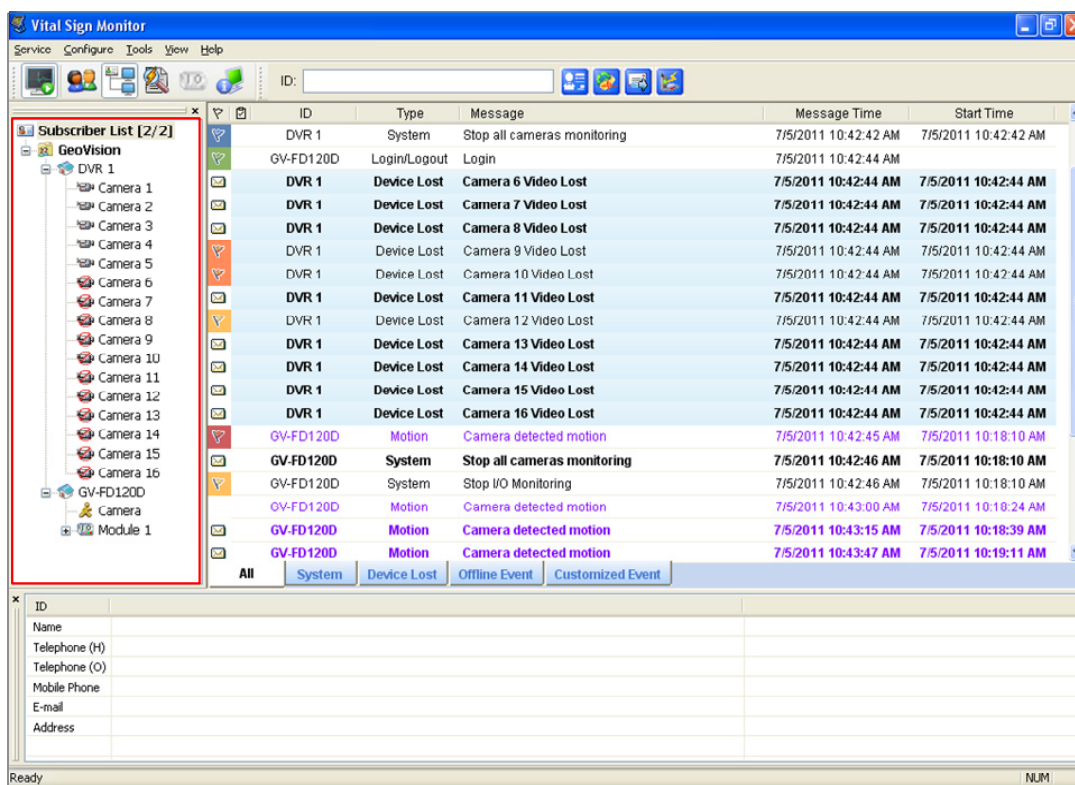 Vital Sign Monitor
Service Configure Tools View Help
ID:
Subscriber List [2/2]
GeoVision
DVR 1
Camera 1
Camera 2
Camera 3
Camera 4
Camera 5
Camera 6
Camera 7
Camera 8
Camera 9
Camera 10
Camera 11
Camera 12
Camera 13
Camera 14
Camera 15
Camera 16
GV-FD120D
Camera
Module 1
ID Type Message Message Time Start Time
DVR 1 System Stop all cameras monitoring 7/5/2011 10:42:42 AM 7/5/2011 10:42:42 AM
GV-FD120D Login/Logout Login 7/5/2011 10:42:44 AM
DVR 1 Device Lost Camera 6 Video Lost 7/5/2011 10:42:44 AM 7/5/2011 10:42:44 AM
DVR 1 Device Lost Camera 7 Video Lost 7/5/2011 10:42:44 AM 7/5/2011 10:42:44 AM
DVR 1 Device Lost Camera 8 Video Lost 7/5/2011 10:42:44 AM 7/5/2011 10:42:44 AM
DVR 1 Device Lost Camera 9 Video Lost 7/5/2011 10:42:44 AM 7/5/2011 10:42:44 AM
DVR 1 Device Lost Camera 10 Video Lost 7/5/2011 10:42:44 AM 7/5/2011 10:42:44 AM
DVR 1 Device Lost Camera 11 Video Lost 7/5/2011 10:42:44 AM 7/5/2011 10:42:44 AM
DVR 1 Device Lost Camera 12 Video Lost 7/5/2011 10:42:44 AM 7/5/2011 10:42:44 AM
DVR 1 Device Lost Camera 13 Video Lost 7/5/2011 10:42:44 AM 7/5/2011 10:42:44 AM
DVR 1 Device Lost Camera 14 Video Lost 7/5/2011 10:42:44 AM 7/5/2011 10:42:44 AM
DVR 1 Device Lost Camera 15 Video Lost 7/5/2011 10:42:44 AM 7/5/2011 10:42:44 AM
DVR 1 Device Lost Camera 16 Video Lost 7/5/2011 10:42:44 AM 7/5/2011 10:42:44 AM
GV-FD120D Motion Camera detected motion 7/5/2011 10:42:45 AM 7/5/2011 10:18:10 AM
GV-FD120D System Stop all cameras monitoring 7/5/2011 10:42:46 AM 7/5/2011 10:18:10 AM
GV-FD120D System Stop I/O Monitoring 7/5/2011 10:42:46 AM 7/5/2011 10:18:10 AM
GV-FD120D Motion Camera detected motion 7/5/2011 10:43:00 AM 7/5/2011 10:18:24 AM
GV-FD120D Motion Camera detected motion 7/5/2011 10:43:15 AM 7/5/2011 10:18:39 AM
GV-FD120D Motion Camera detected motion 7/5/2011 10:43:47 AM 7/5/2011 10:19:11 AM
All System Device Lost Offline Event Customized Event
ID
Name
Telephone (H)
Telephone (O)
Mobile Phone
E-mail
Address
Ready NUM